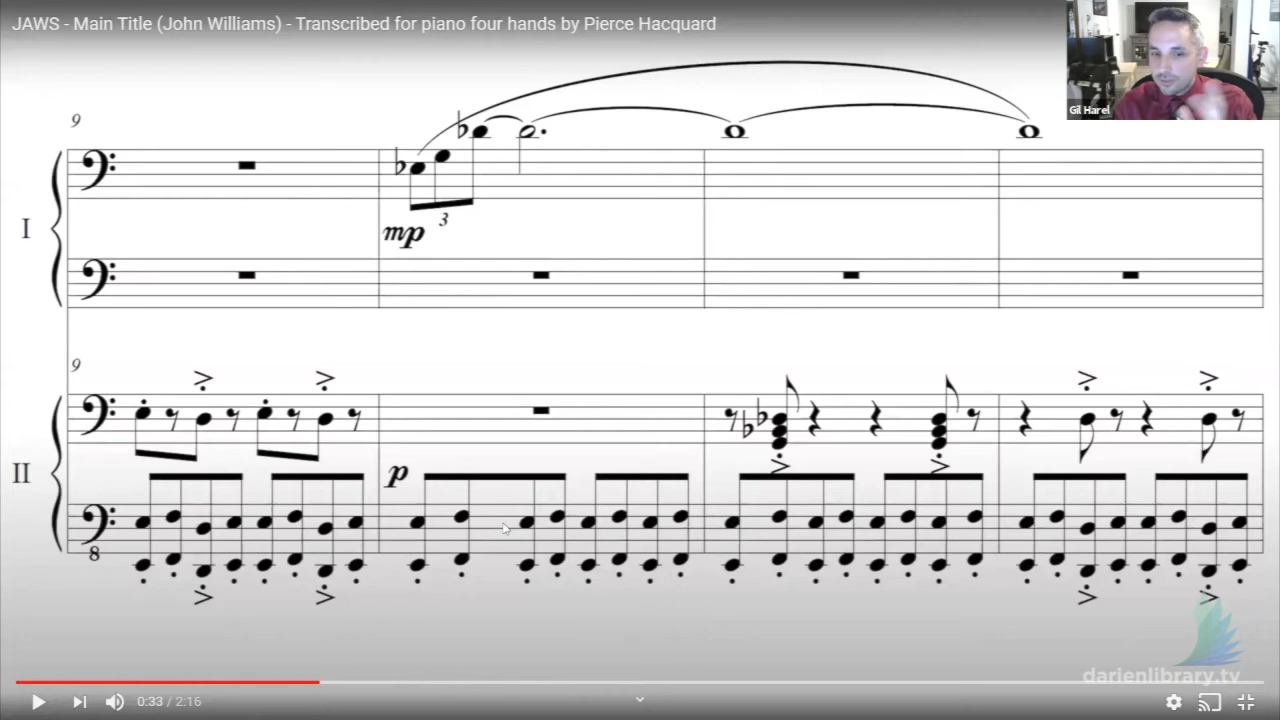 JAWS - Main Title (John Williams) - Transcribed for piano four hands by Pierce Hacquard
Gil Harel
9
I
3
mp
9
II
p
8
darienlibrary.tv
0:33 / 2:16